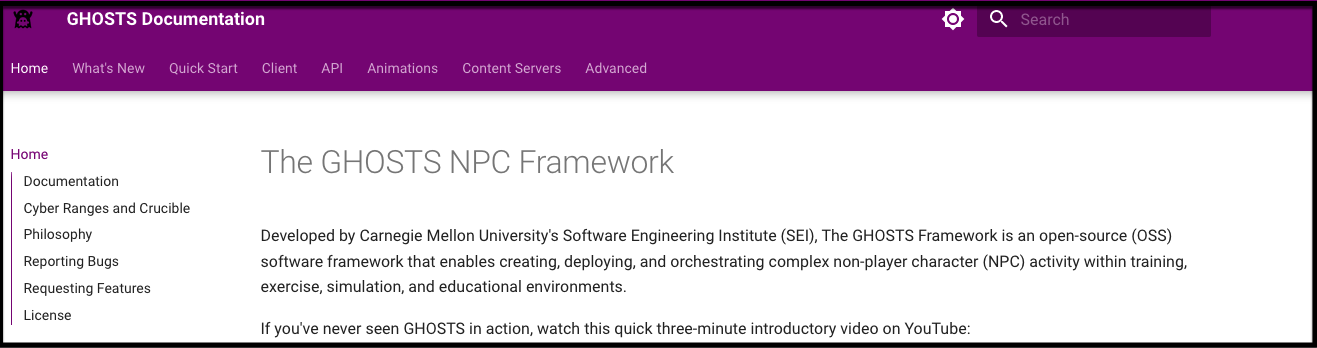 GHOSTS Documentation
Search
Home What's New Quick Start Client API Animations Content Servers Advanced
Home
Documentation
Cyber Ranges and Crucible
Philosophy
Reporting Bugs
Requesting Features
License
The GHOSTS NPC Framework
Developed by Carnegie Mellon University's Software Engineering Institute (SEI), The GHOSTS Framework is an open-source (OSS)
software framework that enables creating, deploying, and orchestrating complex non-player character (NPC) activity within training,
exercise, simulation, and educational environments.
If you've never seen GHOSTS in action, watch this quick three-minute introductory video on YouTube: